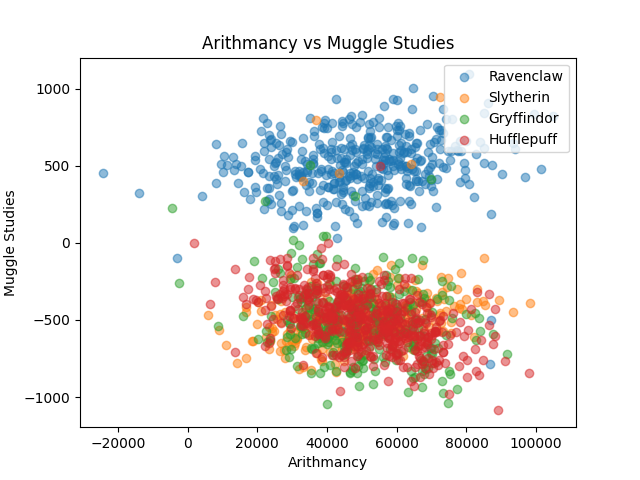 Arithmancy vs Muggle Studies
Ravenclaw
Slytherin
Gryffindor
Hufflepuff
1000
500
0
−500
−1000
Muggle Studies
−20000 0 20000 40000 60000 80000 100000
Arithmancy